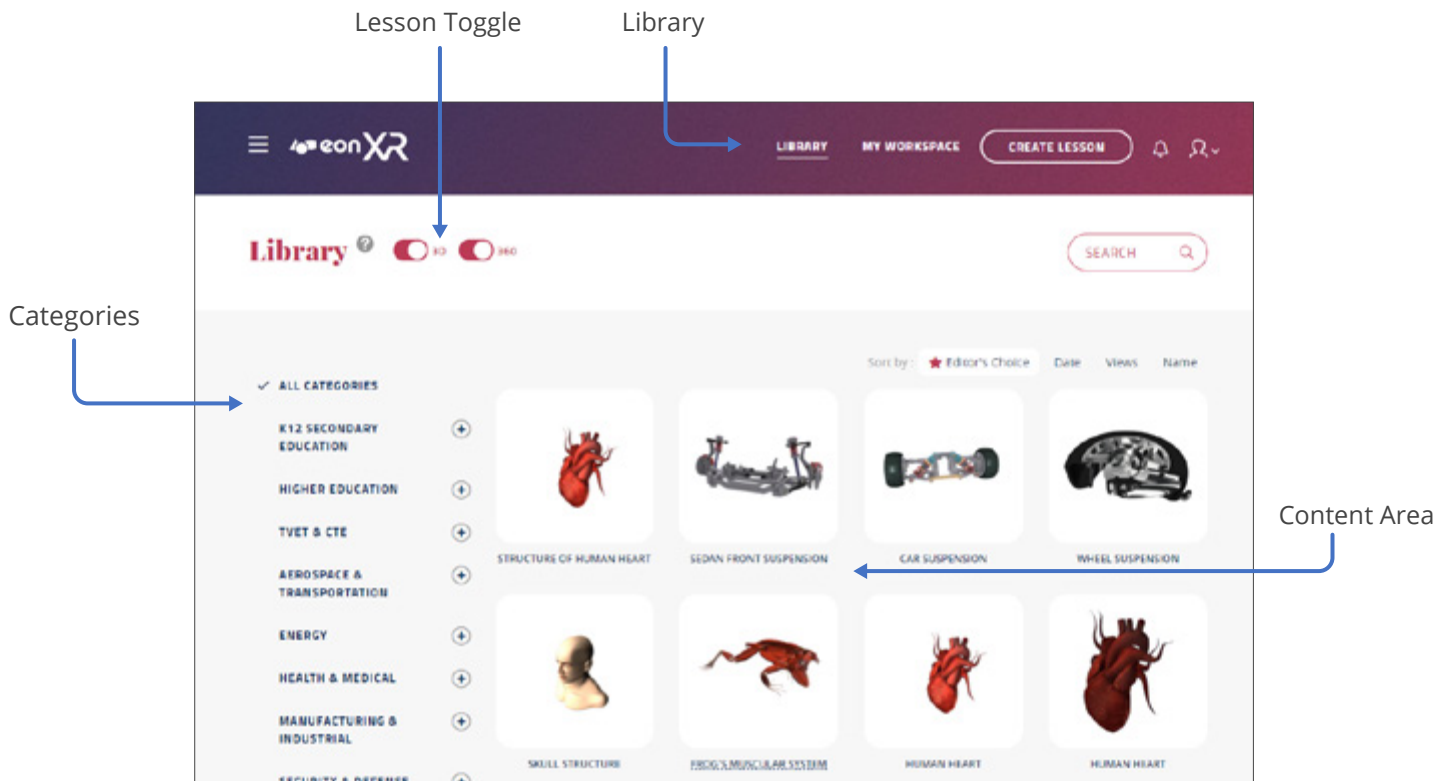 Lesson Toggle
Library
eon XR
LIBRARY
MY WORKSPACE
CREATE LESSON
Library ?
3D
360
SEARCH
Categories
Sort by :
Editor's Choice
Date
Views
Name
ALL CATEGORIES
K12 SECONDARY
EDUCATION
HIGHER EDUCATION
TVET & CTE
AEROSPACE &
TRANSPORTATION
ENERGY
HEALTH & MEDICAL
MANUFACTURING &
INDUSTRIAL
SECURITY & DEFENSE
STRUCTURE OF HUMAN HEART
SEDAN FRONT SUSPENSION
CAR SUSPENSION
WHEEL SUSPENSION
Content Area
SKULL STRUCTURE
FROG'S MUSCULAR SYSTEM
HUMAN HEART
HUMAN HEART